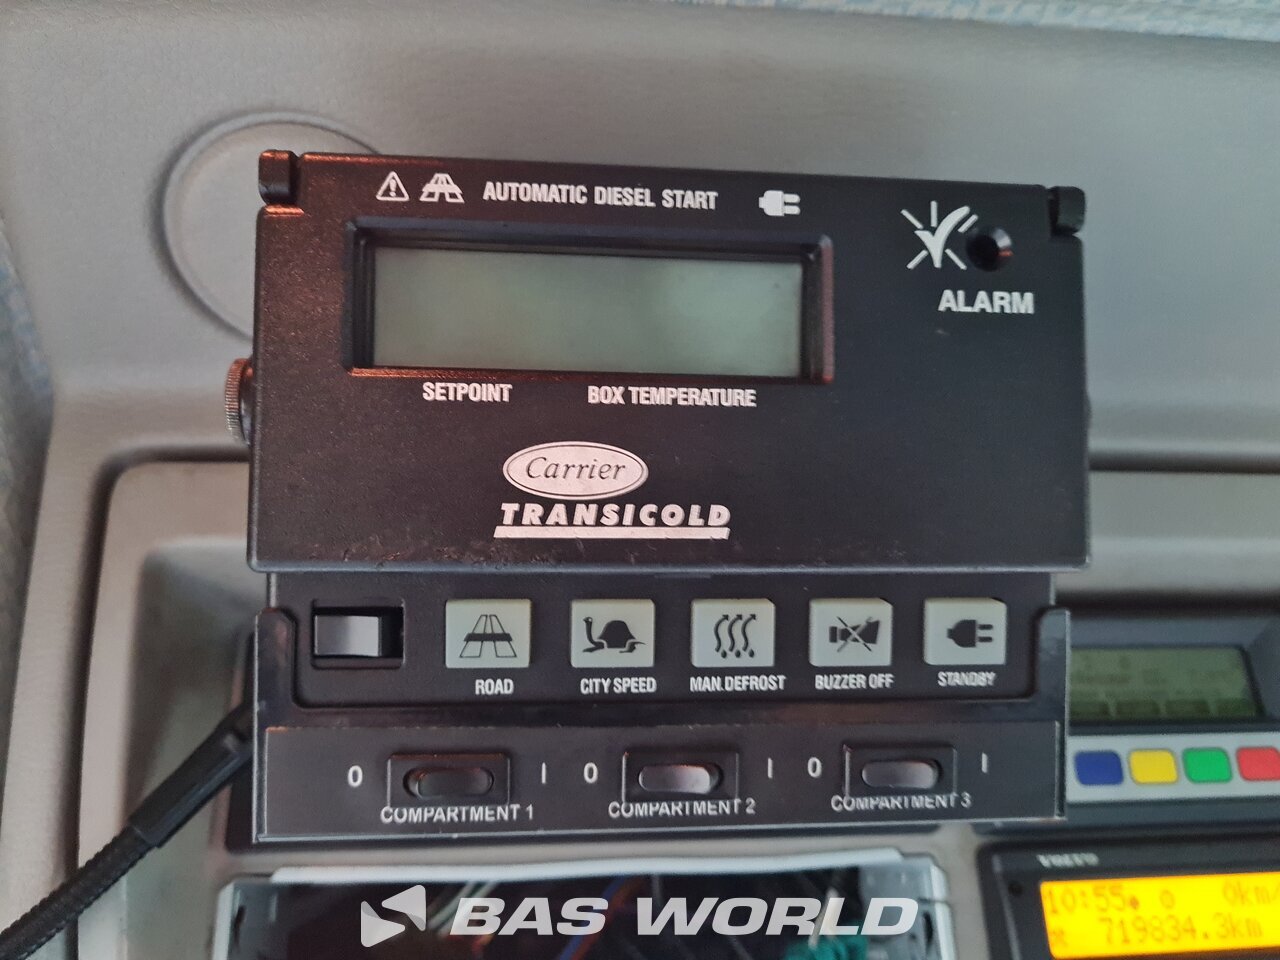 AUTOMATIC DIESEL START
ALARM
SETPOINT BOX TEMPERATURE
Carrier
TRANSICOLD
ROAD CITY SPEED MAN.DEFROST BUZZER OFF STANDBY
0 I 0 I 0 I
COMPARTMENT 1 COMPARTMENT 2 COMPARTMENT 3
10:55 0 0km/
719834.3km
BAS WORLD